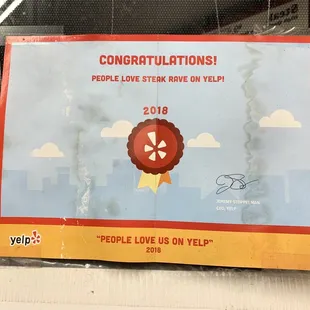 CONGRATULATIONS!
PEOPLE LOVE STEAK RAVE ON YELP!
2018
yelp
"PEOPLE LOVE US ON YELP"
2018